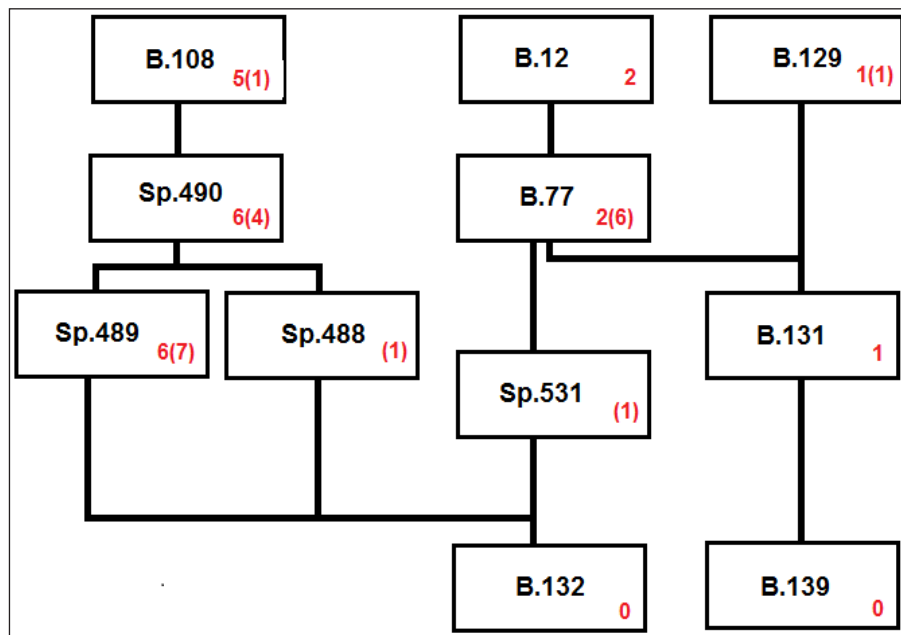 B.108
5(1)
B.12
2
B.129
1(1)
Sp.490
6(4)
B.77
2(6)
Sp.489
6(7)
Sp.488
(1)
B.131
1
Sp.531
(1)
B.132
0
B.139
0